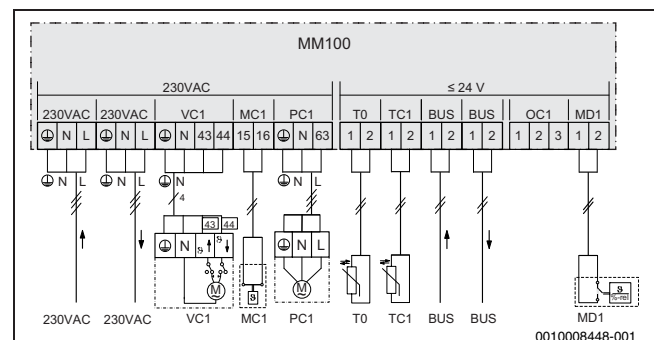 MM100
230VAC ≤ 24 V
230VAC 230VAC VC1 MC1 PC1 T0 TC1 BUS BUS OC1 MD1
N L N L N 43 44 15 16 N 63 1 2 1 2 1 2 1 2 1 2 3 1 2
N L N L N N L
4
43 44
N ϑ ϑ N L
M M
ϑ ϑ
%-rel
230VAC 230VAC VC1 MC1 PC1 T0 TC1 BUS BUS MD1
0010008448-001